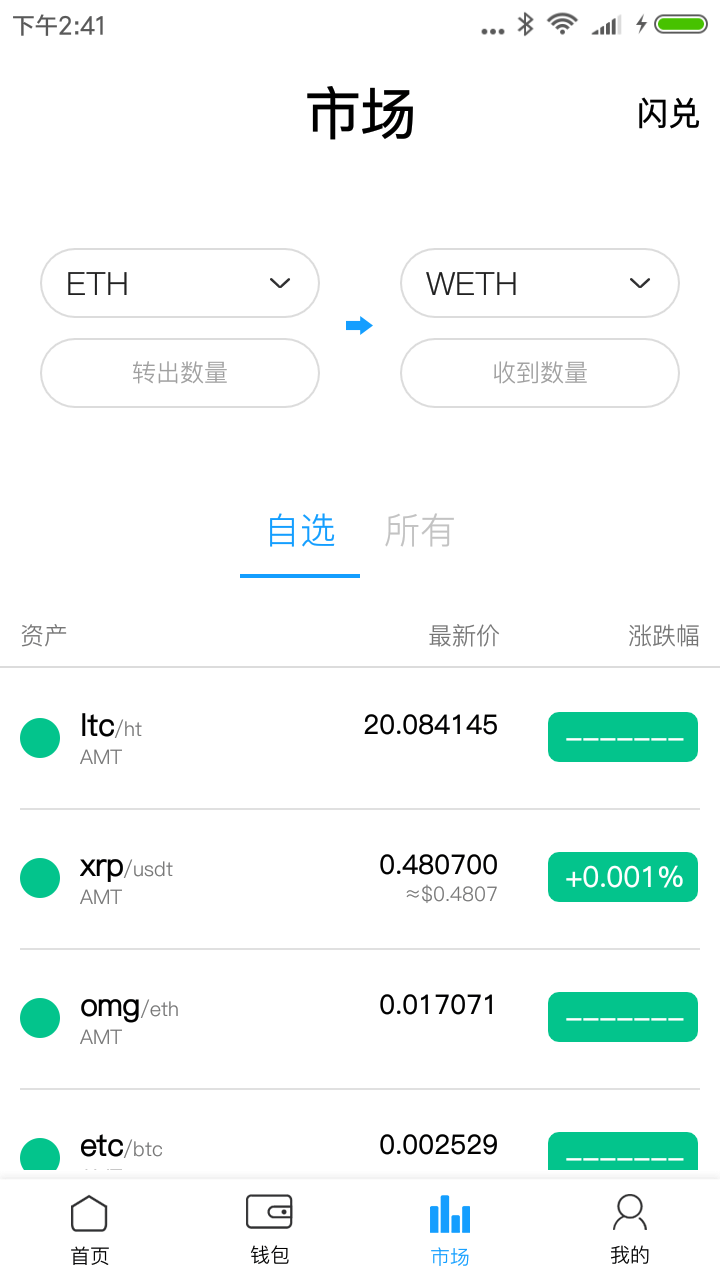 下午2:41
市场
闪兑
ETH
WETH
转出数量
收到数量
自选
所有
资产
最新价
涨跌幅
ltc/ht
20.084145
–––––––
AMT
xrp/usdt
0.480700
+0.001%
AMT
≈$0.4807
omg/eth
0.017071
–––––––
AMT
etc/btc
0.002529
–––––––
首页
钱包
市场
我的